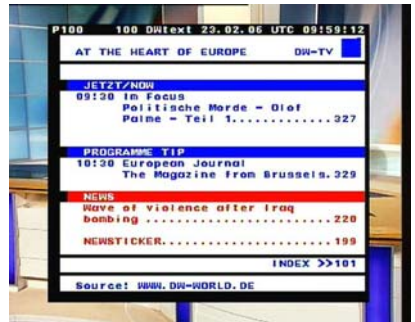 P100 100 DWtext 23.02.06 UTC 09:59:12
AT THE HEART OF EUROPE DW-TV
JETZT/NOW
09:30 Im Focus
Politische Morde - Olof
Palme - Teil 1..............327
PROGRAMME TIP
10:30 European Journal
The Magazine from Brussels.329
NEWS
Wave of violence after Iraq
bombing ......................220
NEWSTICKER....................199
INDEX >>101
Source: WWW.DW-WORLD.DE